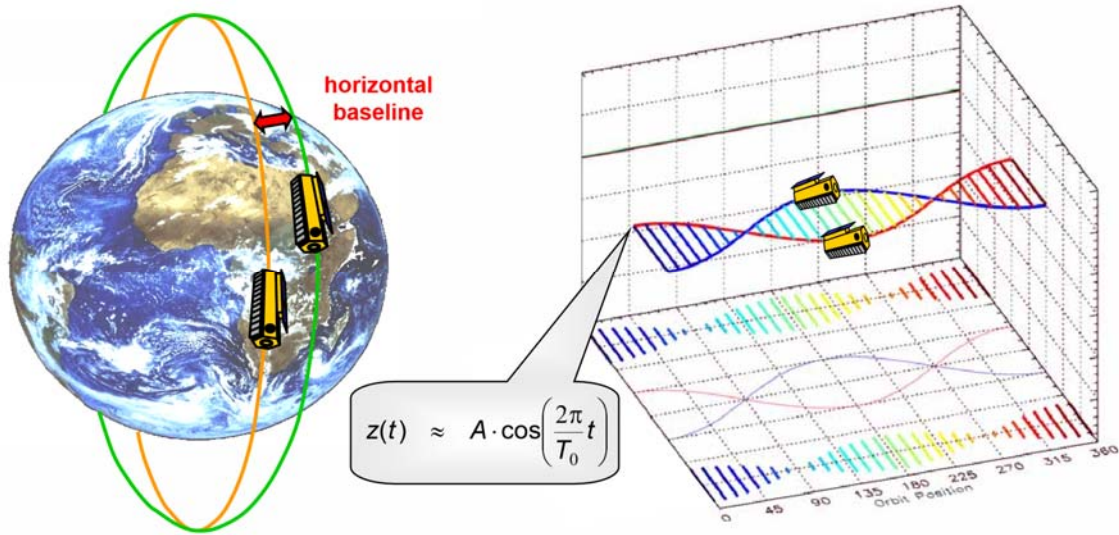 horizontal
baseline
z(t) ≈ A·cos(2π/T₀ t)
0
45
90
135
180
225
270
315
360
Orbit Position